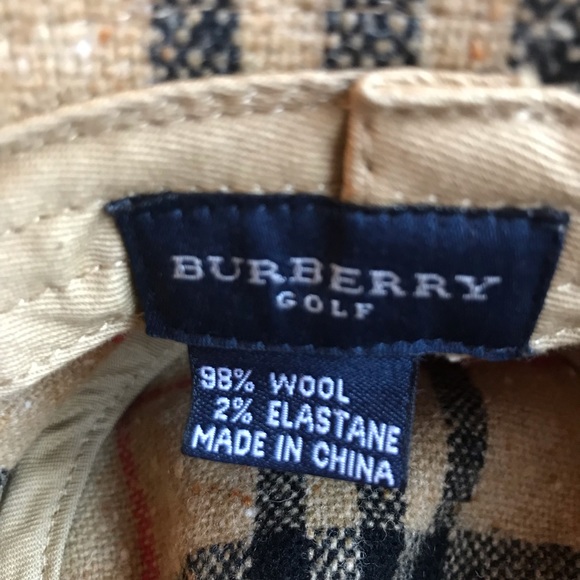 BURBERRY
GOLF
98% WOOL
2% ELASTANE
MADE IN CHINA